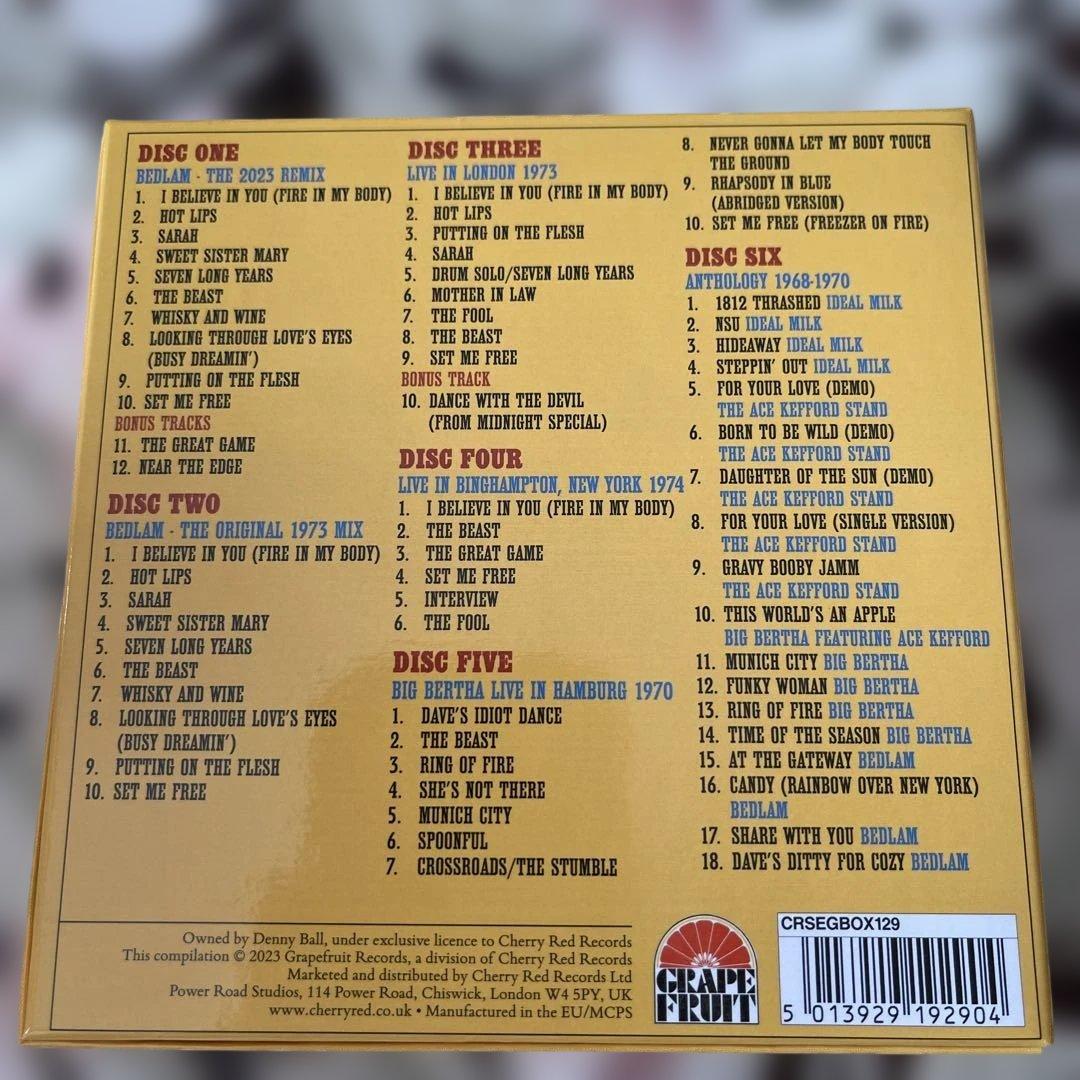 DISC ONE
BEDLAM - THE 2023 REMIX
1. I BELIEVE IN YOU (FIRE IN MY BODY)
2. HOT LIPS
3. SARAH
4. SWEET SISTER MARY
5. SEVEN LONG YEARS
6. THE BEAST
7. WHISKY AND WINE
8. LOOKING THROUGH LOVE'S EYES
(BUSY DREAMIN')
9. PUTTING ON THE FLESH
10. SET ME FREE
BONUS TRACKS
11. THE GREAT GAME
12. NEAR THE EDGE
DISC TWO
BEDLAM - THE ORIGINAL 1973 MIX
1. I BELIEVE IN YOU (FIRE IN MY BODY)
2. HOT LIPS
3. SARAH
4. SWEET SISTER MARY
5. SEVEN LONG YEARS
6. THE BEAST
7. WHISKY AND WINE
8. LOOKING THROUGH LOVE'S EYES
(BUSY DREAMIN')
9. PUTTING ON THE FLESH
10. SET ME FREE
DISC THREE
LIVE IN LONDON 1973
1. I BELIEVE IN YOU (FIRE IN MY BODY)
2. HOT LIPS
3. PUTTING ON THE FLESH
4. SARAH
5. DRUM SOLO/SEVEN LONG YEARS
6. MOTHER IN LAW
7. THE FOOL
8. THE BEAST
9. SET ME FREE
BONUS TRACK
10. DANCE WITH THE DEVIL
(FROM MIDNIGHT SPECIAL)
DISC FOUR
LIVE IN BINGHAMPTON, NEW YORK 1974
1. I BELIEVE IN YOU (FIRE IN MY BODY)
2. THE BEAST
3. THE GREAT GAME
4. SET ME FREE
5. INTERVIEW
6. THE FOOL
DISC FIVE
BIG BERTHA LIVE IN HAMBURG 1970
1. DAVE'S IDIOT DANCE
2. THE BEAST
3. RING OF FIRE
4. SHE'S NOT THERE
5. MUNICH CITY
6. SPOONFUL
7. CROSSROADS/THE STUMBLE
8. NEVER GONNA LET MY BODY TOUCH
THE GROUND
9. RHAPSODY IN BLUE
(ABRIDGED VERSION)
10. SET ME FREE (FREEZER ON FIRE)
DISC SIX
ANTHOLOGY 1968-1970
1. 1812 THRASHED IDEAL MILK
2. NSU IDEAL MILK
3. HIDEAWAY IDEAL MILK
4. STEPPIN' OUT IDEAL MILK
5. FOR YOUR LOVE (DEMO)
THE ACE KEFFORD STAND
6. BORN TO BE WILD (DEMO)
THE ACE KEFFORD STAND
7. DAUGHTER OF THE SUN (DEMO)
THE ACE KEFFORD STAND
8. FOR YOUR LOVE (SINGLE VERSION)
THE ACE KEFFORD STAND
9. GRAVY BOOBY JAMM
THE ACE KEFFORD STAND
10. THIS WORLD'S AN APPLE
BIG BERTHA FEATURING ACE KEFFORD
11. MUNICH CITY BIG BERTHA
12. FUNKY WOMAN BIG BERTHA
13. RING OF FIRE BIG BERTHA
14. TIME OF THE SEASON BIG BERTHA
15. AT THE GATEWAY BEDLAM
16. CANDY (RAINBOW OVER NEW YORK)
BEDLAM
17. SHARE WITH YOU BEDLAM
18. DAVE'S DITTY FOR COZY BEDLAM
Owned by Denny Ball, under exclusive licence to Cherry Red Records
This compilation © 2023 Grapefruit Records, a division of Cherry Red Records
Marketed and distributed by Cherry Red Records Ltd
Power Road Studios, 114 Power Road, Chiswick, London W4 5PY, UK
www.cherryred.co.uk • Manufactured in the EU/MCPS
GRAPE
FRUIT
CRSEGBOX129
5 013929 192904